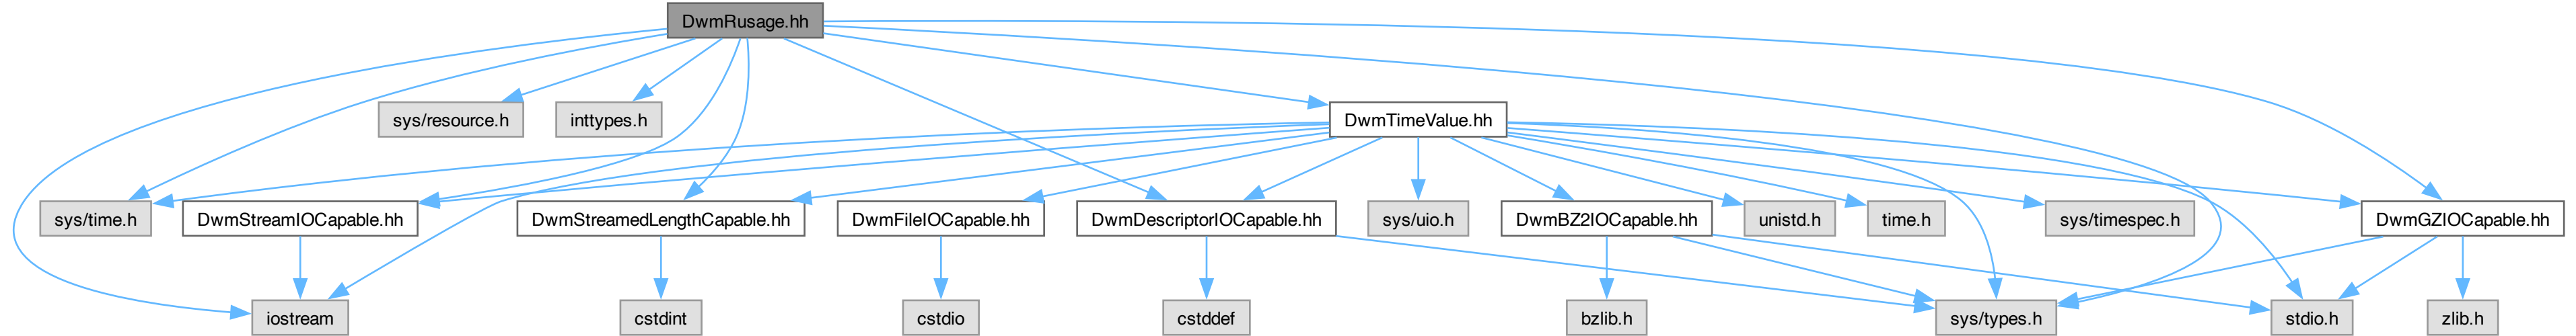 DwmRusage.hh
sys/resource.h
inttypes.h
DwmTimeValue.hh
sys/time.h
DwmStreamIOCapable.hh
DwmStreamedLengthCapable.hh
DwmFileIOCapable.hh
DwmDescriptorIOCapable.hh
sys/uio.h
DwmBZ2IOCapable.hh
unistd.h
time.h
sys/timespec.h
DwmGZIOCapable.hh
iostream
cstdint
cstdio
cstddef
bzlib.h
sys/types.h
stdio.h
zlib.h